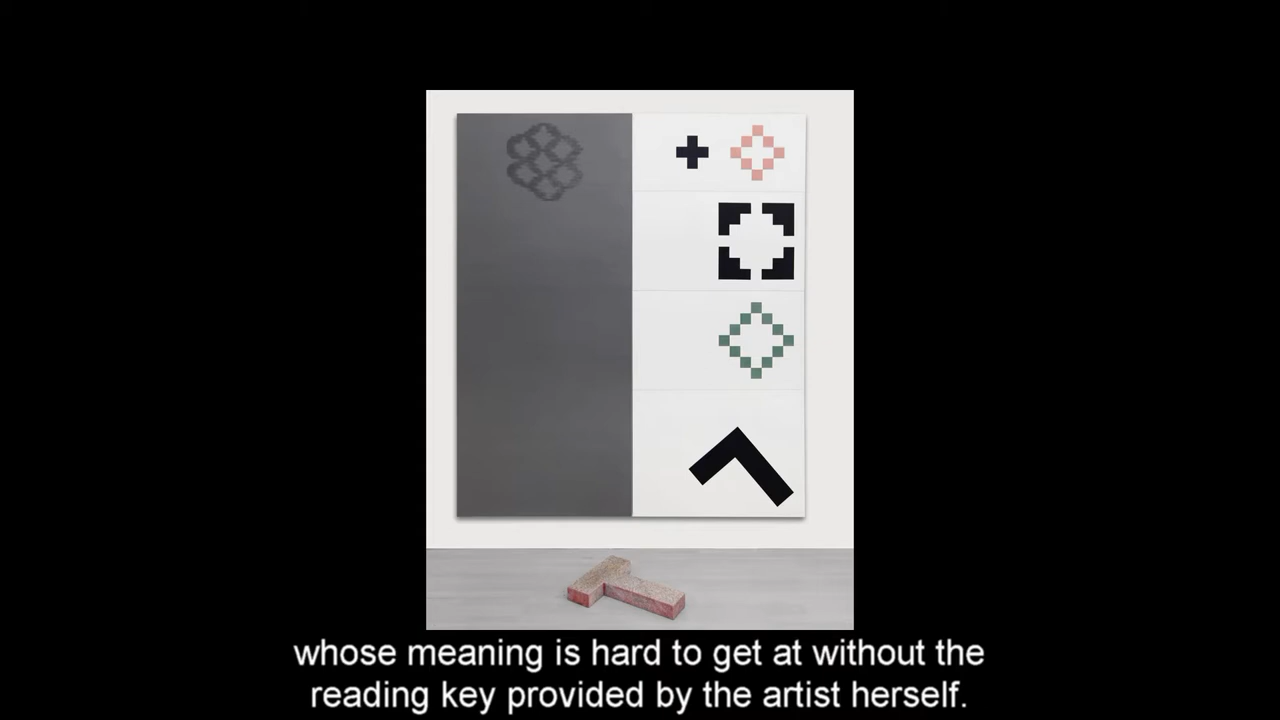 whose meaning is hard to get at without the
reading key provided by the artist herself.